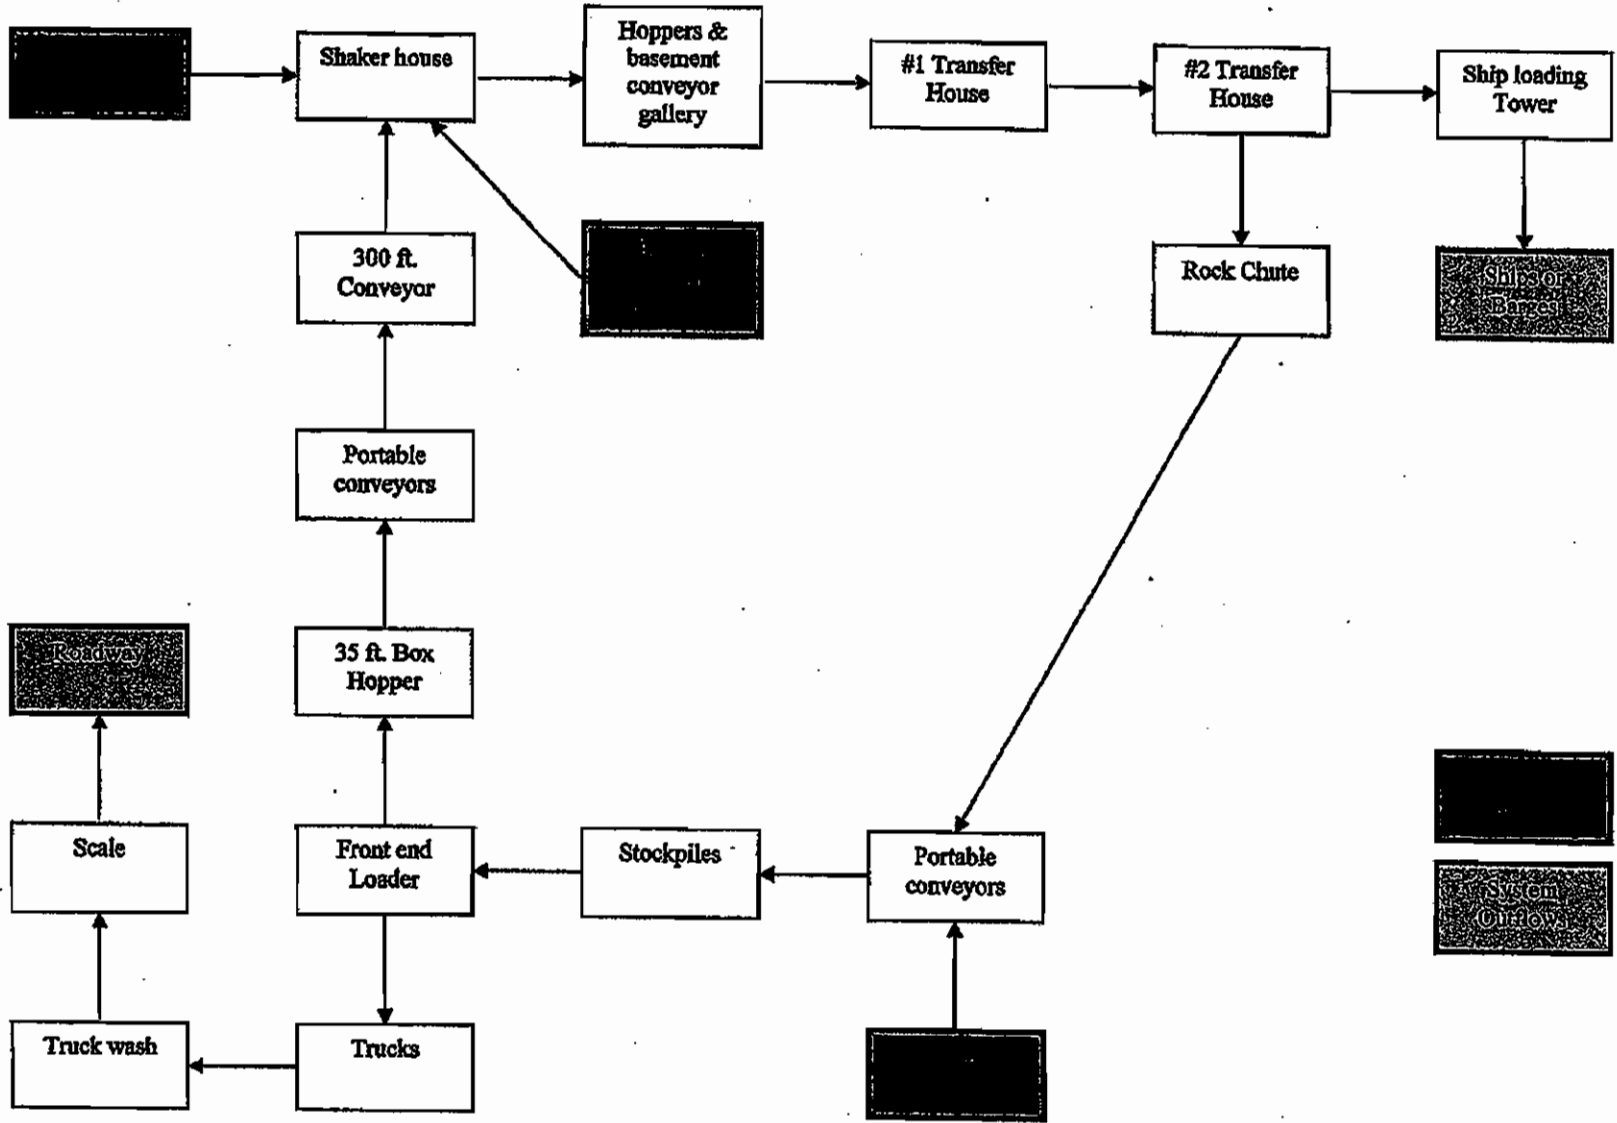 Shaker house
Hoppers &
basement
conveyor
gallery
#1 Transfer
House
#2 Transfer
House
Ship loading
Tower
300 ft.
Conveyor
Rock Chute
Ships or
Barges
Portable
conveyors
Roadway
35 ft. Box
Hopper
Scale
Front end
Loader
Stockpiles
Portable
conveyors
System
Outflows
Truck wash
Trucks